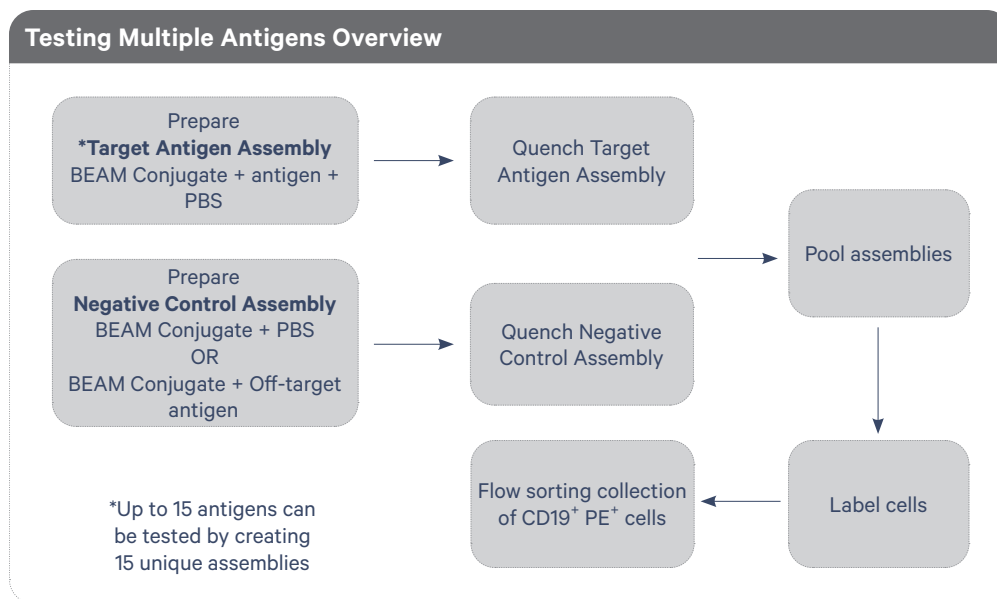 Testing Multiple Antigens Overview
Prepare
*Target Antigen Assembly
BEAM Conjugate + antigen +
PBS
Quench Target
Antigen Assembly
Prepare
Negative Control Assembly
BEAM Conjugate + PBS
OR
BEAM Conjugate + Off-target
antigen
Quench Negative
Control Assembly
Pool assemblies
Label cells
Flow sorting collection
of CD19⁺ PE⁺ cells
*Up to 15 antigens can
be tested by creating
15 unique assemblies